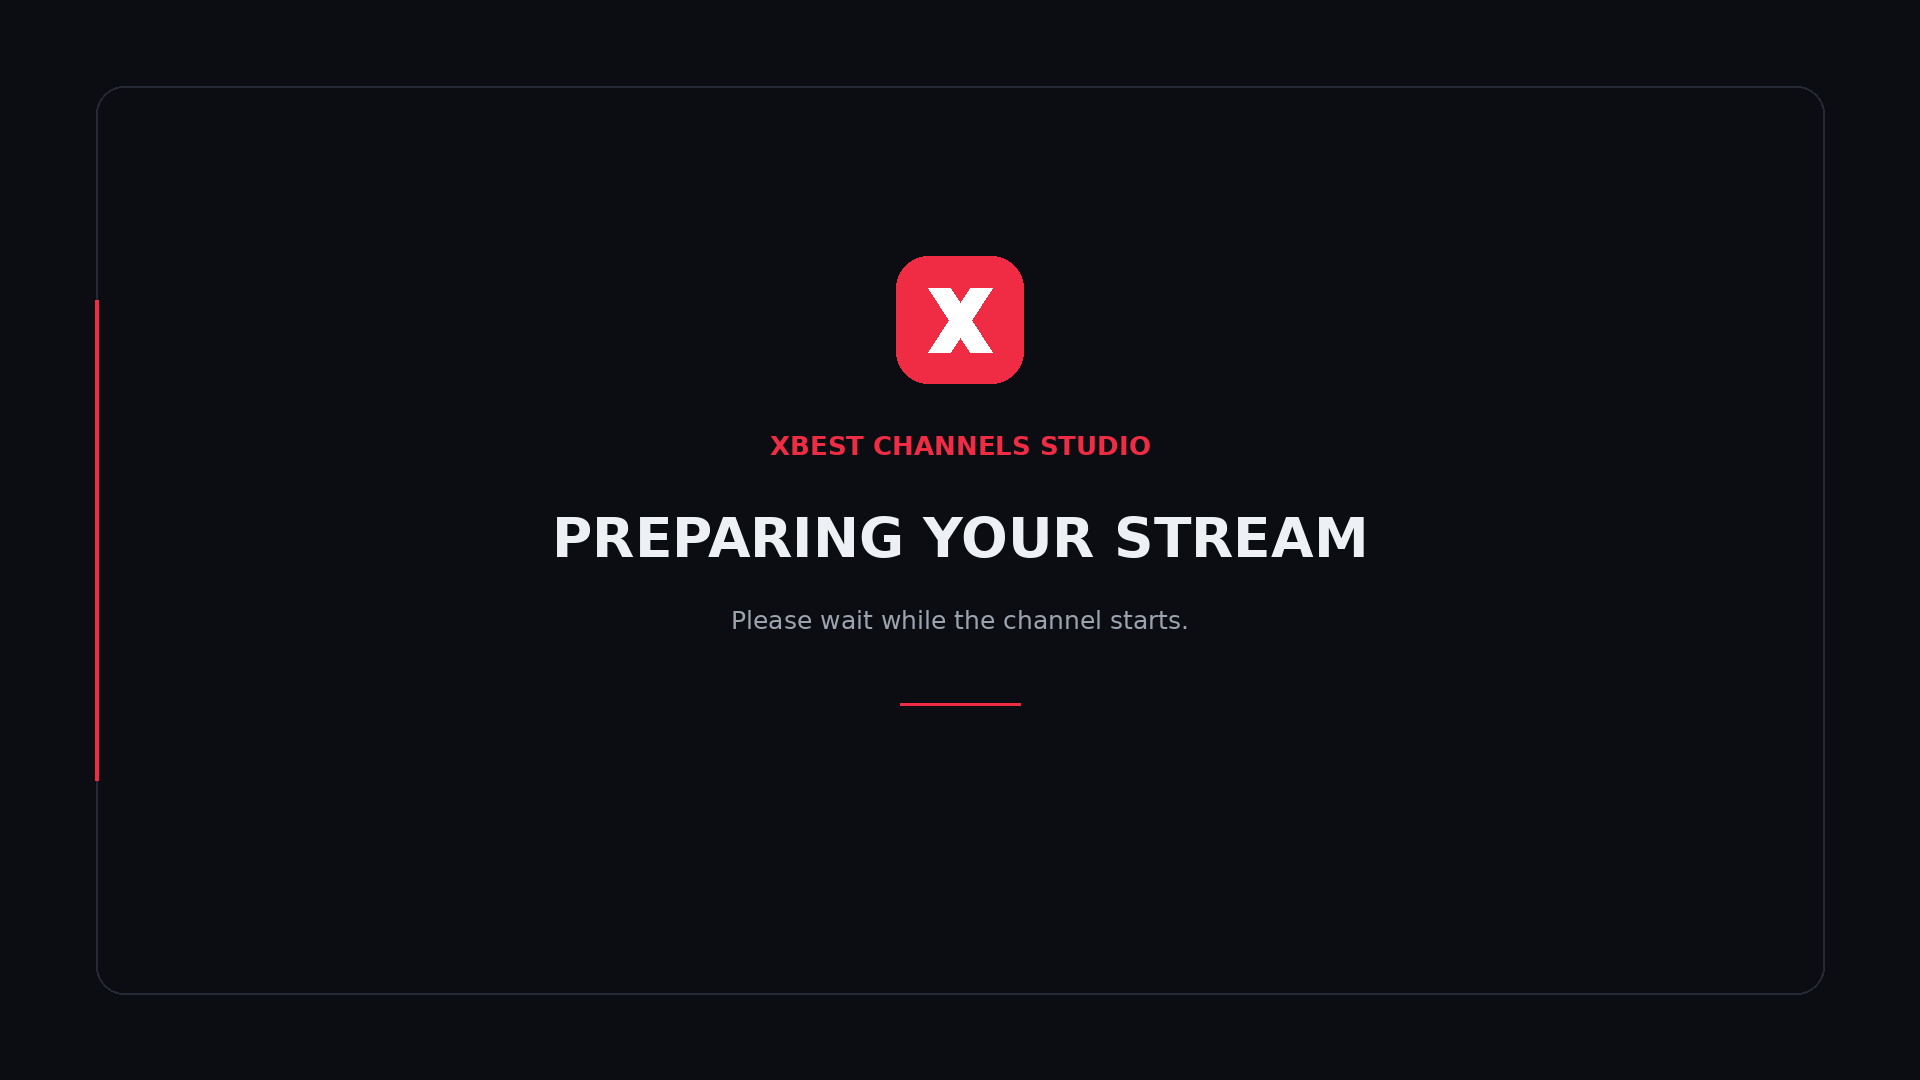 X
XBEST CHANNELS STUDIO
PREPARING YOUR STREAM
Please wait while the channel starts.